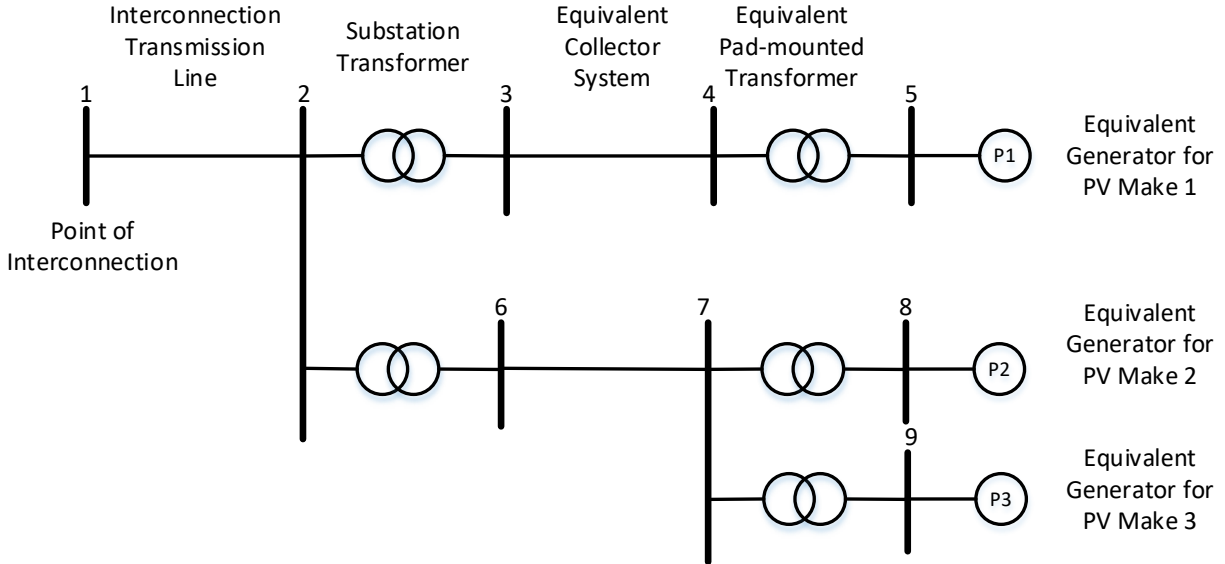 Interconnection
Transmission
Line
Substation
Transformer
Equivalent
Collector
System
Equivalent
Pad-mounted
Transformer
1
2
3
4
5
P1
Equivalent
Generator for
PV Make 1
Point of
Interconnection
6
7
8
P2
Equivalent
Generator for
PV Make 2
9
P3
Equivalent
Generator for
PV Make 3